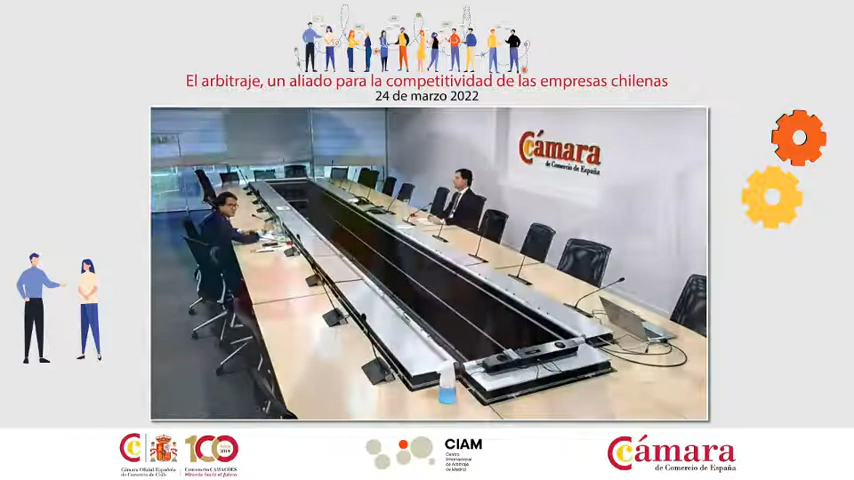 El arbitraje, un aliado para la competitividad de las empresas chilenas
24 de marzo 2022
Cámara
de Comercio de España
Cámara Oficial Española
de Comercio de Chile
100
CIAM
Centro
Internacional
de Arbitraje
de Madrid
Cámara
de Comercio de España